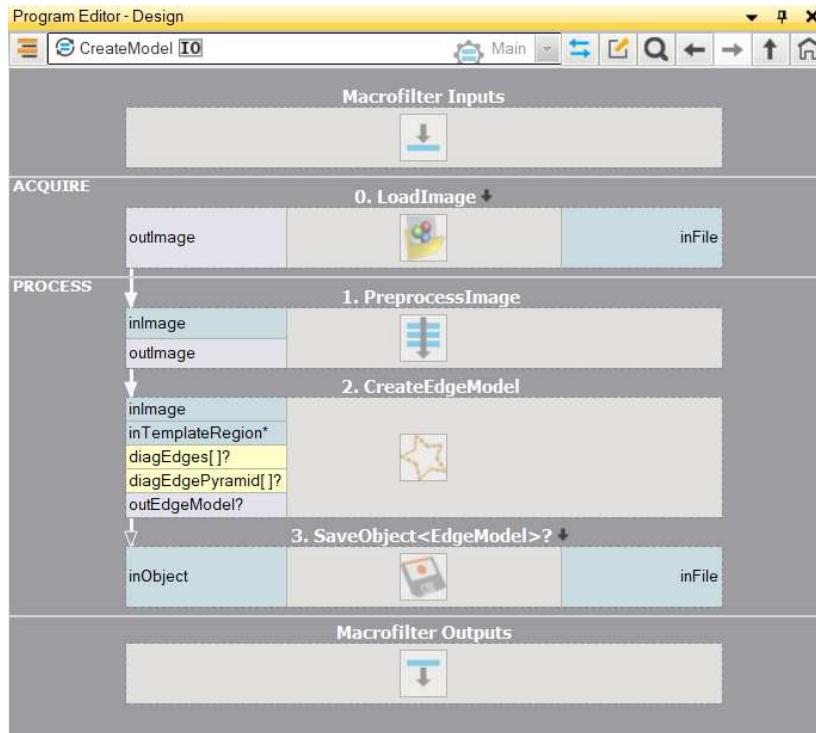 Program Editor - Design
CreateModel IO Main
Macrofilter Inputs
ACQUIRE
0. LoadImage
outImage inFile
PROCESS
1. PreprocessImage
inImage
outImage
2. CreateEdgeModel
inImage
inTemplateRegion*
diagEdges[]?
diagEdgePyramid[]?
outEdgeModel?
3. SaveObject<EdgeModel>?
inObject inFile
Macrofilter Outputs